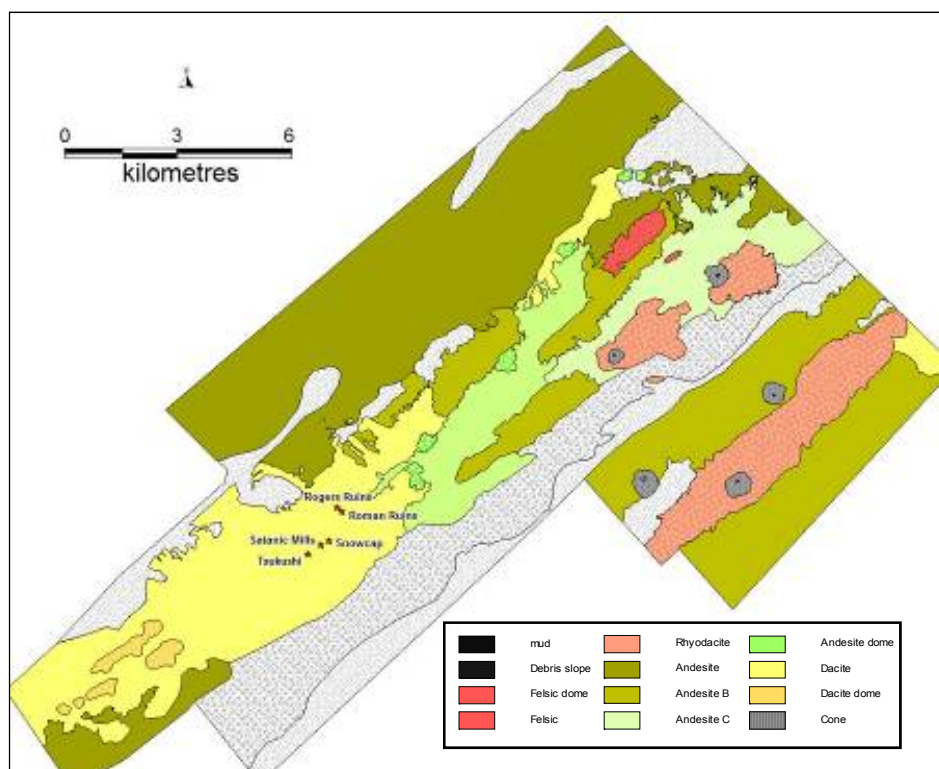 0 3 6
kilometres
Rogers Ruins
Roman Ruins
Satanic Mills
Snowcap
Tsukushi
mud
Rhyodacite
Andesite dome
Debris slope
Andesite
Dacite
Felsic dome
Andesite B
Dacite dome
Felsic
Andesite C
Cone